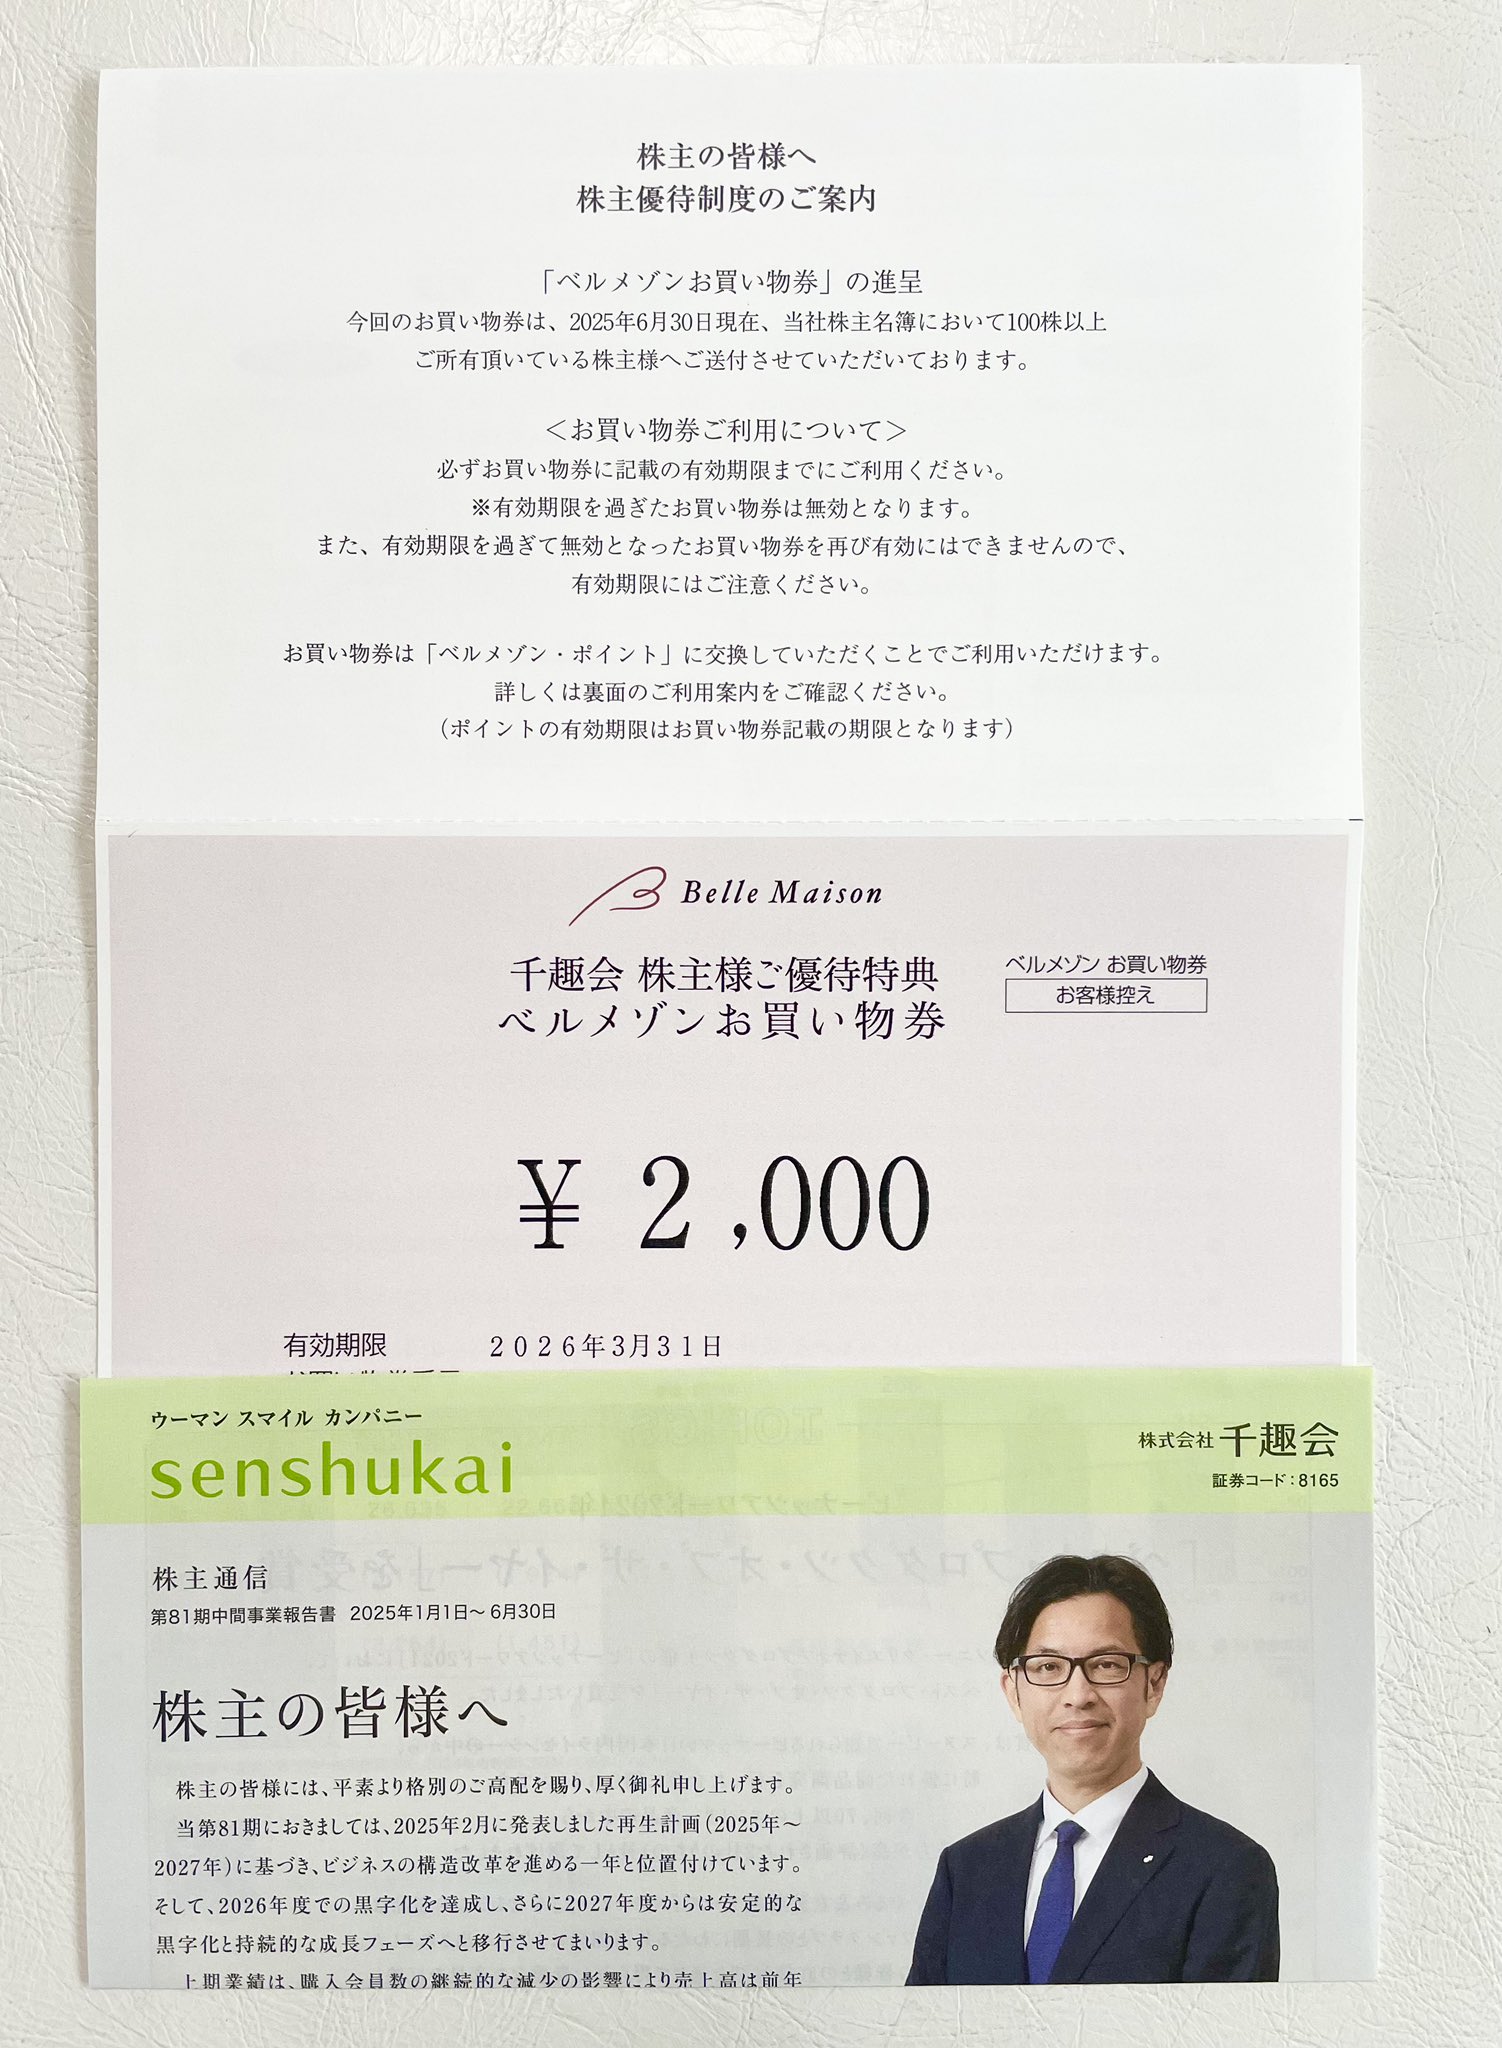 株主の皆様へ
株主優待制度のご案内
「ベルメゾンお買い物券」の進呈
今回のお買い物券は、2025年6月30日現在、当社株主名簿において100株以上
ご所有頂いている株主様へご送付させていただいております。
＜お買い物券ご利用について＞
必ずお買い物券に記載の有効期限までにご利用ください。
※有効期限を過ぎたお買い物券は無効となります。
また、有効期限を過ぎて無効となったお買い物券を再び有効にはできませんので、
有効期限にはご注意ください。
お買い物券は「ベルメゾン・ポイント」に交換していただくことでご利用いただけます。
詳しくは裏面のご利用案内をご確認ください。
（ポイントの有効期限はお買い物券記載の期限となります）
Belle Maison
千趣会 株主様ご優待特典
ベルメゾンお買い物券
ベルメゾン お買い物券
お客様控え
¥ 2,000
有効期限 2026年3月31日
ウーマン スマイル カンパニー
senshukai
株式会社 千趣会
証券コード：8165
株主通信
第81期中間事業報告書 2025年1月1日～6月30日
株主の皆様へ
株主の皆様には、平素より格別のご高配を賜り、厚く御礼申し上げます。
当第81期におきましては、2025年2月に発表しました再生計画（2025年～
2027年）に基づき、ビジネスの構造改革を進める一年と位置付けています。
そして、2026年度での黒字化を達成し、さらに2027年度からは安定的な
黒字化と持続的な成長フェーズへと移行させてまいります。
上期業績は、購入会員数の継続的な減少の影響により売上高は前年